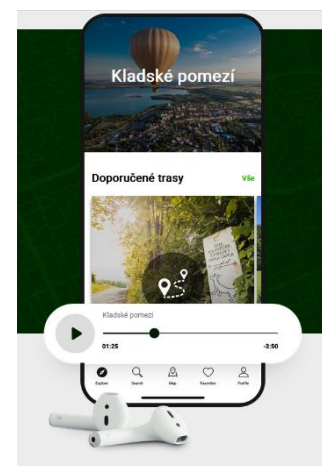 Kladské pomezí
Doporučené trasy
Vše
Kladské pomezí
01:25
-3:50
Explore
Search
Map
Favorites
Profile